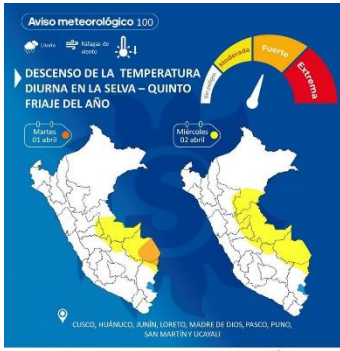 Aviso meteorológico 100
Lluvia
Ráfagas de
viento
DESCENSO DE LA TEMPERATURA
DIURNA EN LA SELVA – QUINTO
FRIAJE DEL AÑO
Sin peligro
Moderada
Fuerte
Extrema
Martes
01 abril
Miércoles
02 abril
CUSCO, HUÁNUCO, JUNÍN, LORETO, MADRE DE DIOS, PASCO, PUNO,
SAN MARTÍN Y UCAYALI